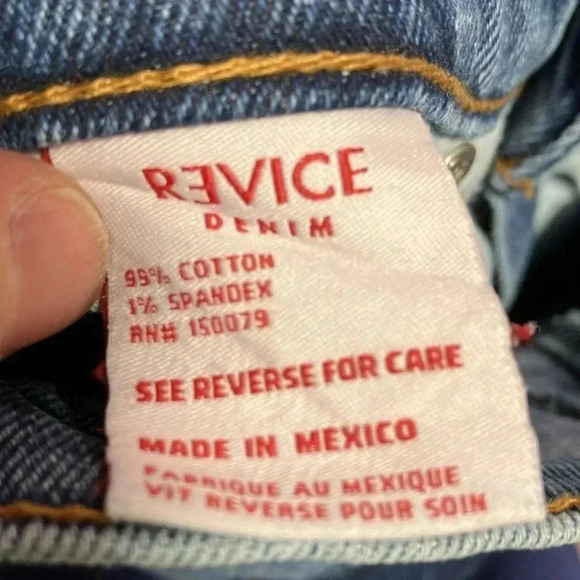 RƎVICE
DENIM
99% COTTON
1% SPANDEX
RN# 150079
SEE REVERSE FOR CARE
MADE IN MEXICO
FABRIQUE AU MEXIQUE
VIT REVERSE POUR SOIN